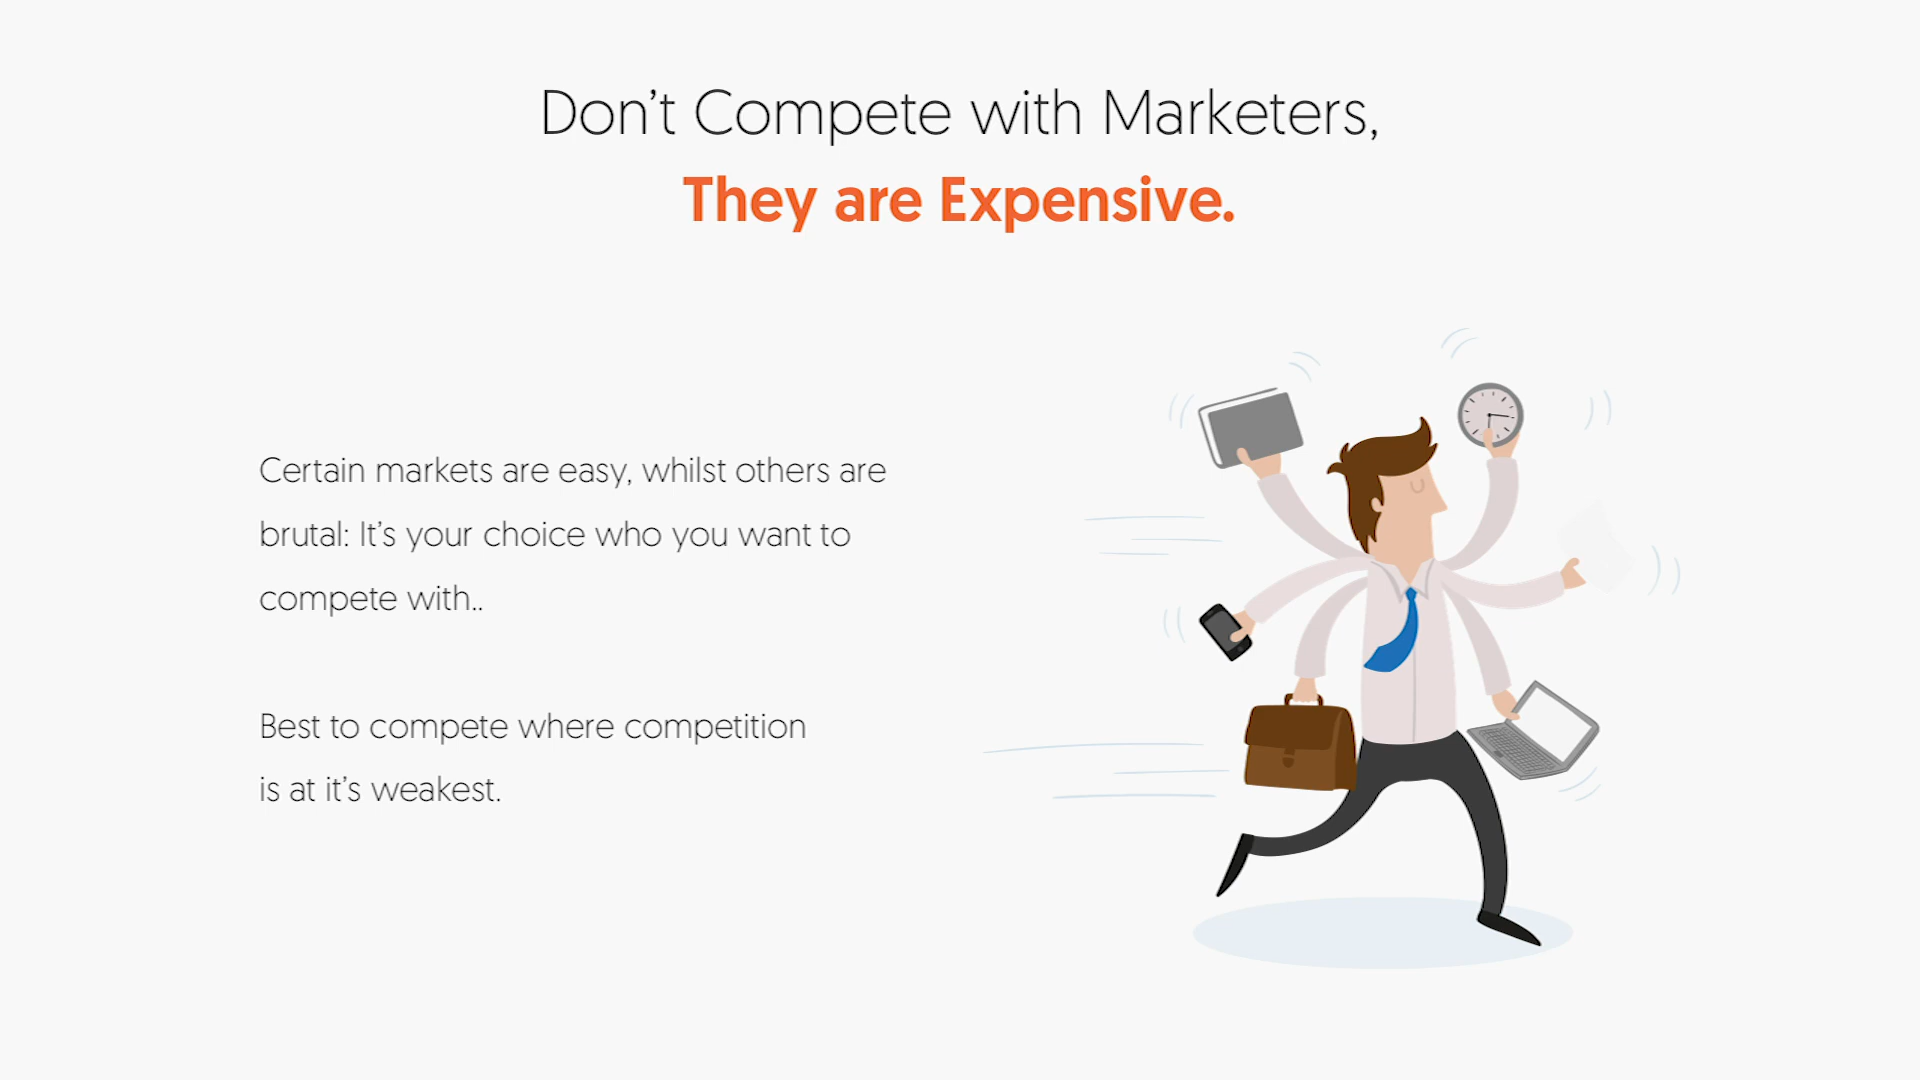 Don’t Compete with Marketers,
They are Expensive.
Certain markets are easy, whilst others are
brutal: It’s your choice who you want to
compete with..
Best to compete where competition
is at it’s weakest.